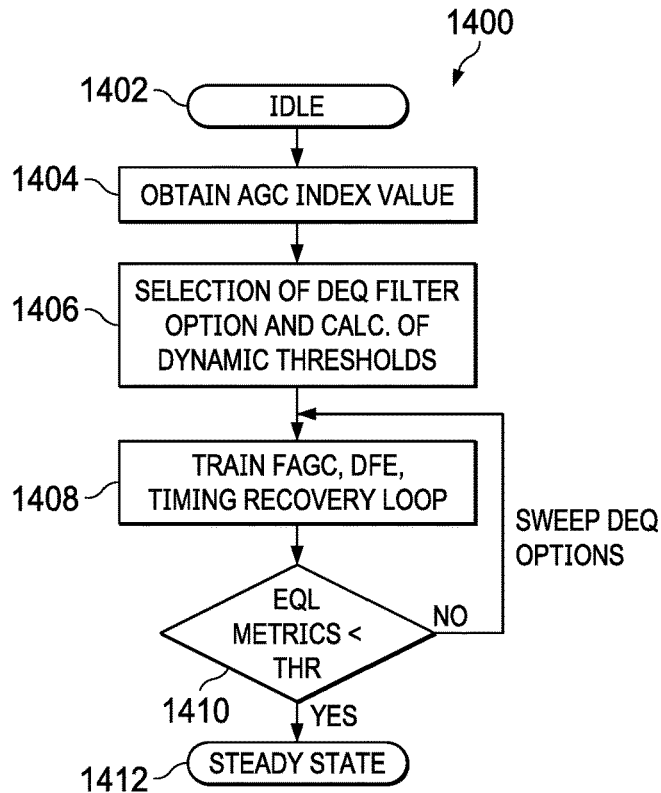 1400
1402
IDLE
1404
OBTAIN AGC INDEX VALUE
1406
SELECTION OF DEQ FILTER
OPTION AND CALC. OF
DYNAMIC THRESHOLDS
1408
TRAIN FAGC, DFE,
TIMING RECOVERY LOOP
SWEEP DEQ
OPTIONS
EQL
METRICS <
THR
NO
1410
YES
1412
STEADY STATE